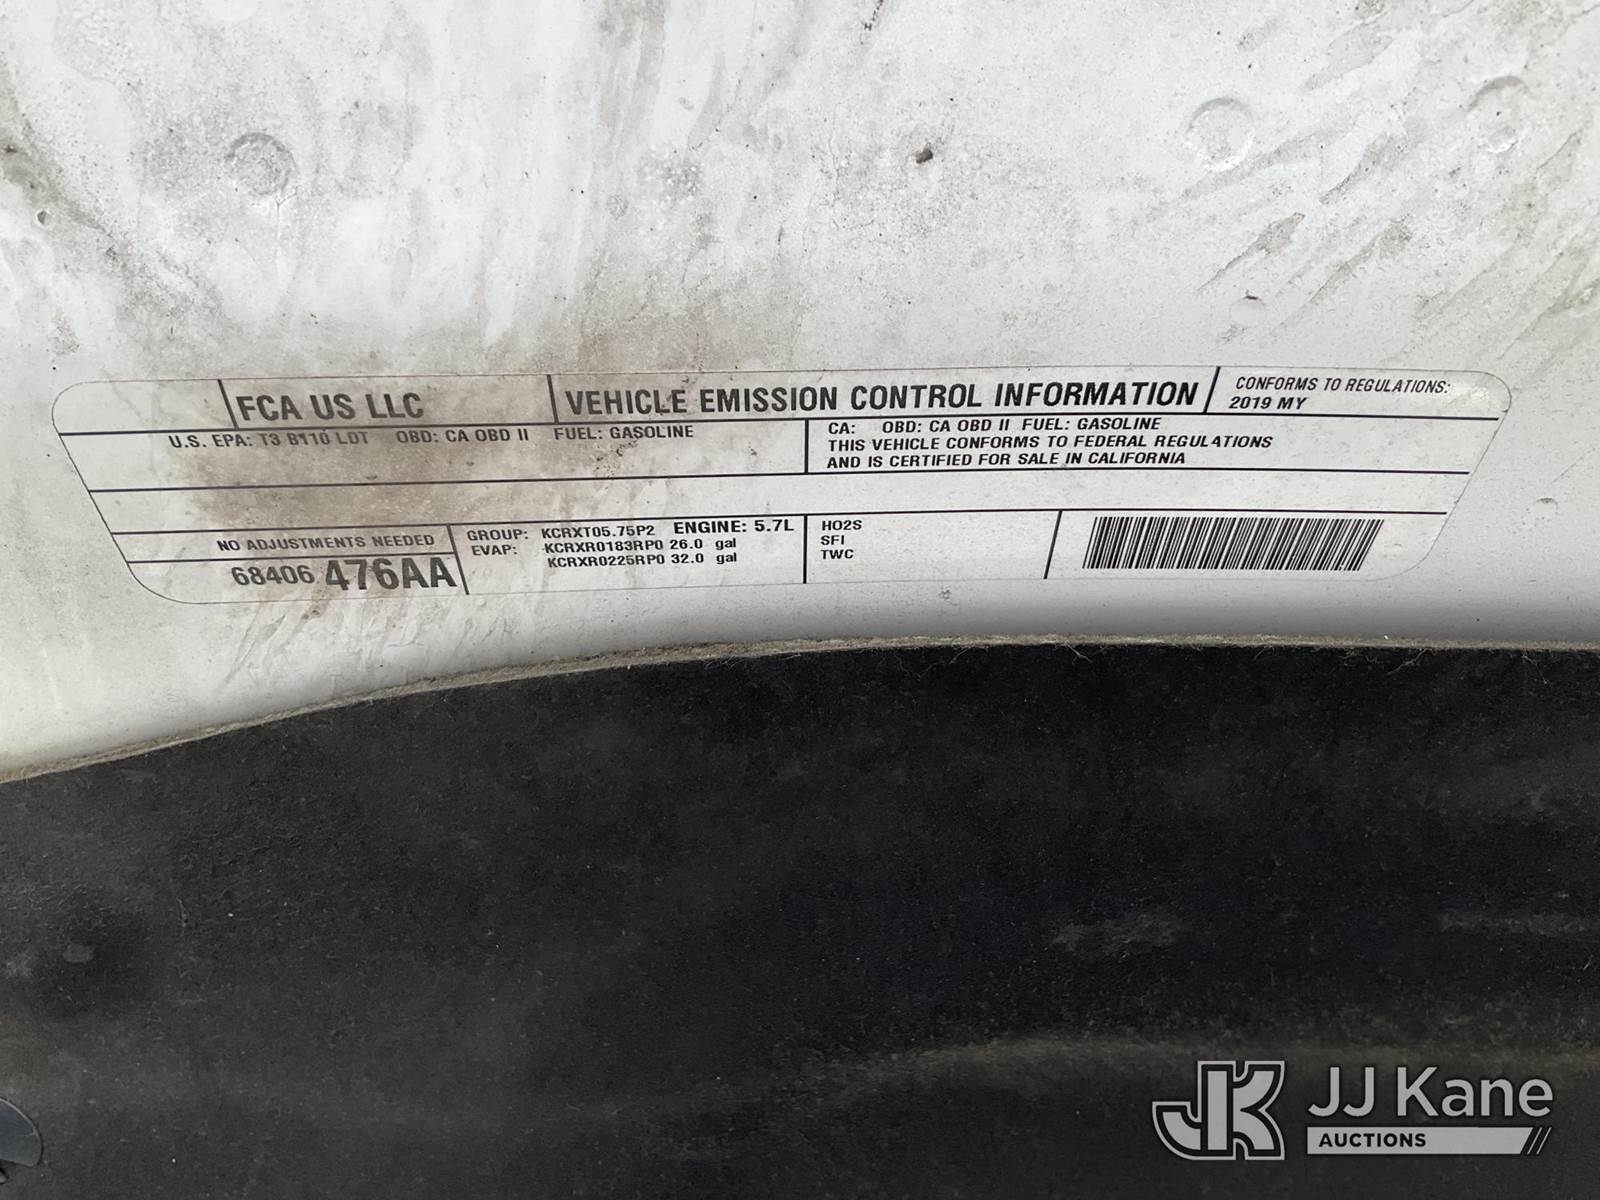 FCA US LLC
VEHICLE EMISSION CONTROL INFORMATION
CONFORMS TO REGULATIONS:
2019 MY
U.S. EPA: T3 B110 LDT OBD: CA OBD II FUEL: GASOLINE
CA: OBD: CA OBD II FUEL: GASOLINE
THIS VEHICLE CONFORMS TO FEDERAL REGULATIONS
AND IS CERTIFIED FOR SALE IN CALIFORNIA
NO ADJUSTMENTS NEEDED
68406 476AA
GROUP: KCRXT05.75P2 ENGINE: 5.7L
EVAP: KCRXR0183RP0 26.0 gal
KCRXR0225RP0 32.0 gal
HO2S
SFI
TWC
JK JJ Kane
AUCTIONS